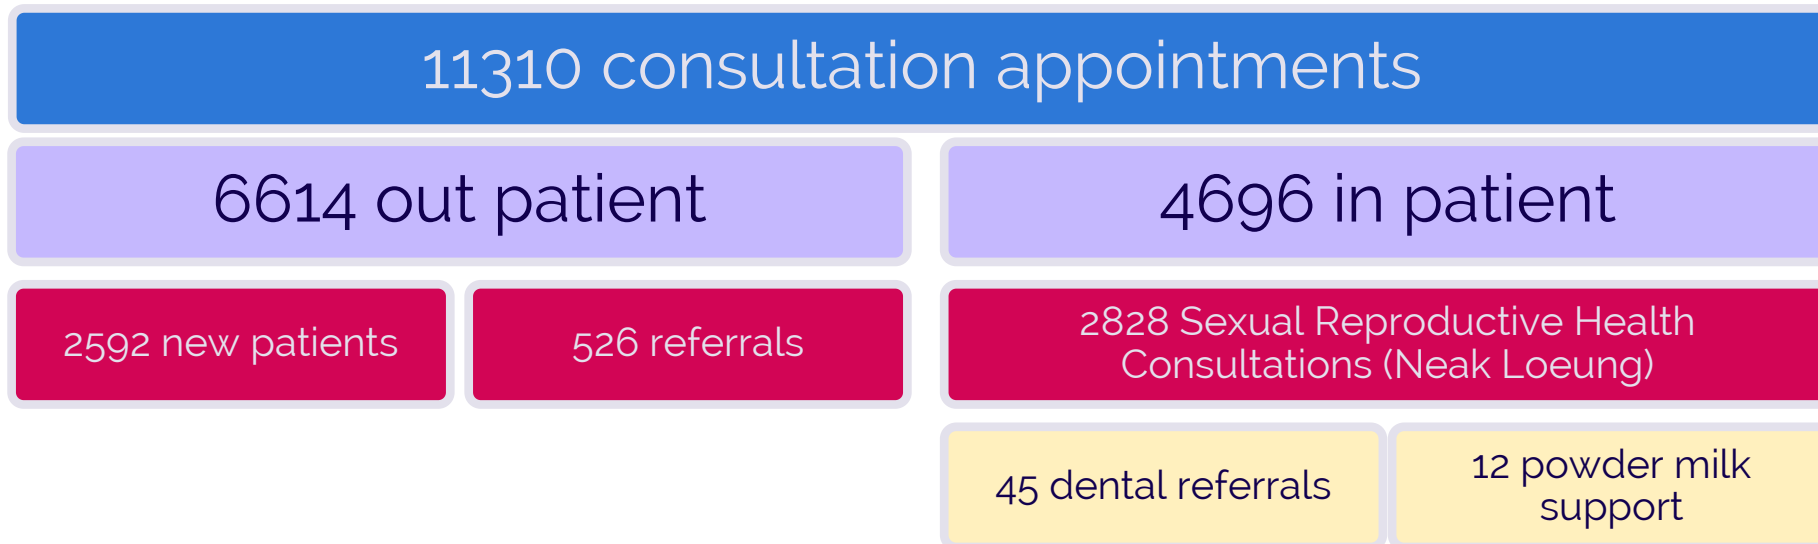 11310 consultation appointments
6614 out patient
4696 in patient
2592 new patients
526 referrals
2828 Sexual Reproductive Health
Consultations (Neak Loeung)
45 dental referrals
12 powder milk
support